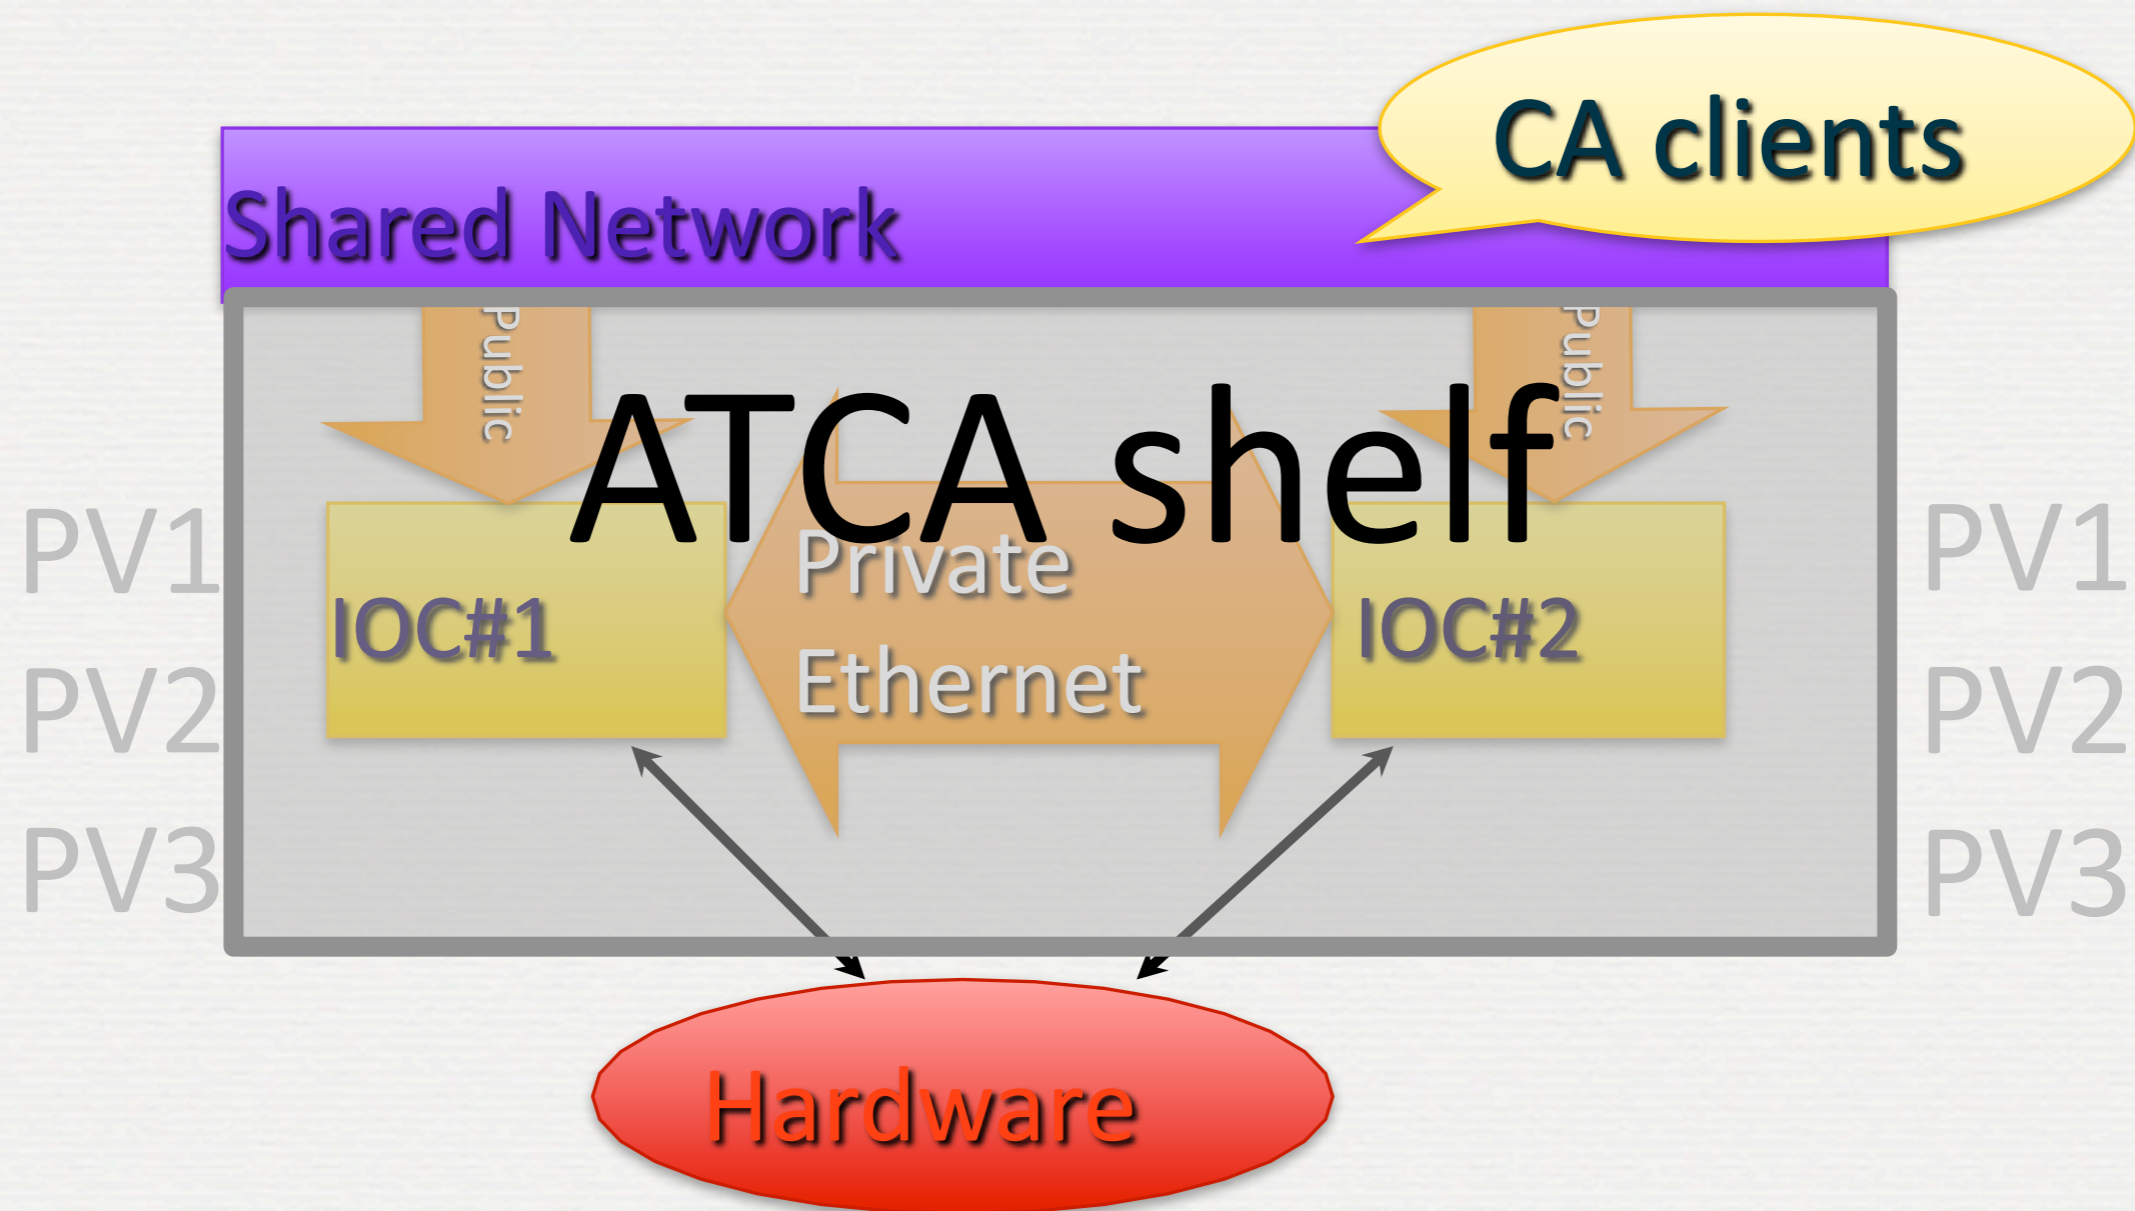 CA clients
Shared Network
Public
Public
ATCA shelf
PV1
PV2
PV3
IOC#1
Private
Ethernet
IOC#2
PV1
PV2
PV3
Hardware